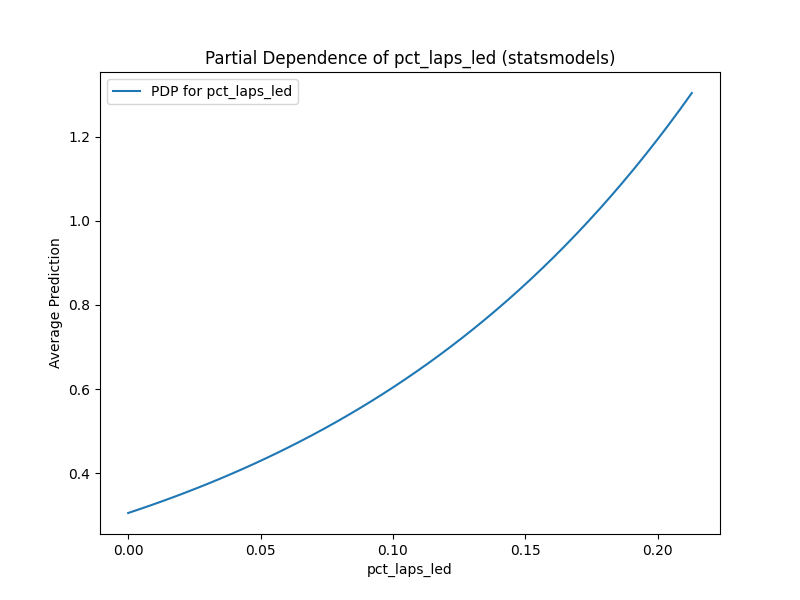 Partial Dependence of pct_laps_led (statsmodels)
PDP for pct_laps_led
Average Prediction
1.2
1.0
0.8
0.6
0.4
0.00 0.05 0.10 0.15 0.20
pct_laps_led